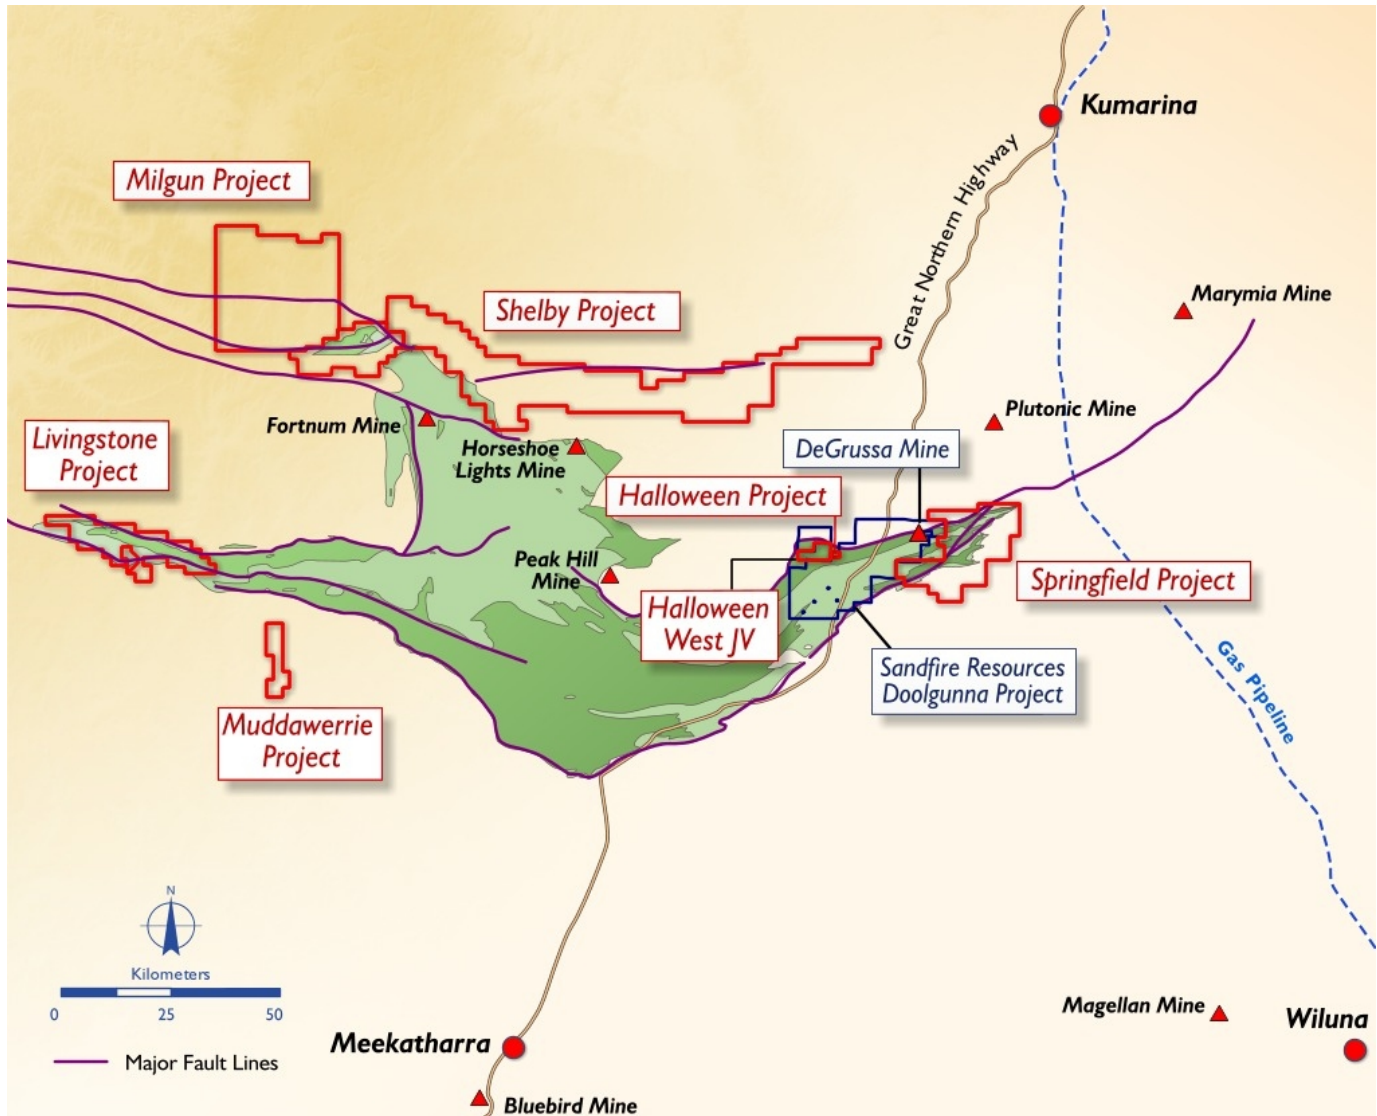 Kumarina
Great Northern Highway
Milgun Project
Marymia Mine
Shelby Project
Plutonic Mine
Fortnum Mine
Livingstone
Project
Horseshoe
Lights Mine
DeGrussa Mine
Halloween Project
Peak Hill
Mine
Springfield Project
Halloween
West JV
Sandfire Resources
Doolgunna Project
Gas Pipeline
Muddawerrie
Project
N
Kilometers
0 25 50
Major Fault Lines
Magellan Mine
Wiluna
Meekatharra
Bluebird Mine